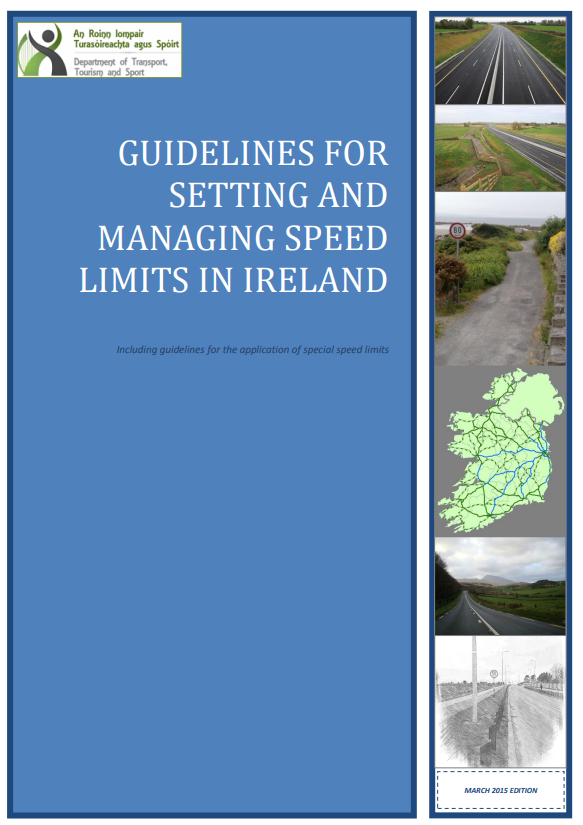 An Roinn Iompair
Turasóireachta agus Spóirt
Department of Transport,
Tourism and Sport
GUIDELINES FOR
SETTING AND
MANAGING SPEED
LIMITS IN IRELAND
Including guidelines for the application of special speed limits
80
MARCH 2015 EDITION